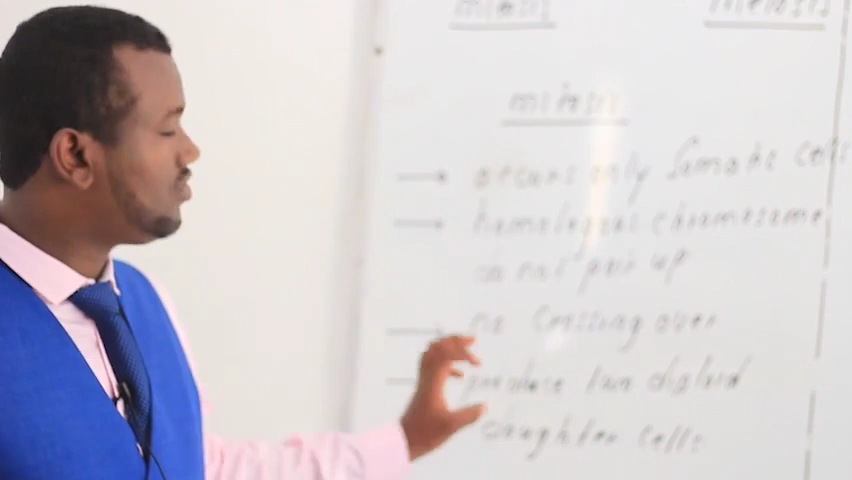 mitosis meiosis
mitosis
→ occurs only Somatic cells
→ homologous chromosome
do not pair up
→ no Crossing over
produce two diploid
daughter cells